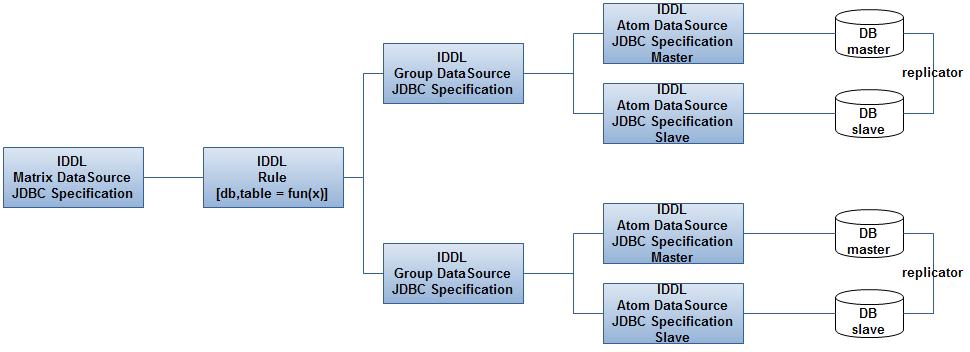 IDDL
Matrix DataSource
JDBC Specification
IDDL
Rule
[db,table = fun(x)]
IDDL
Group DataSource
JDBC Specification
IDDL
Atom DataSource
JDBC Specification
Master
DB
master
IDDL
Atom DataSource
JDBC Specification
Slave
DB
slave
replicator
IDDL
Group DataSource
JDBC Specification
IDDL
Atom DataSource
JDBC Specification
Master
DB
master
IDDL
Atom DataSource
JDBC Specification
Slave
DB
slave
replicator